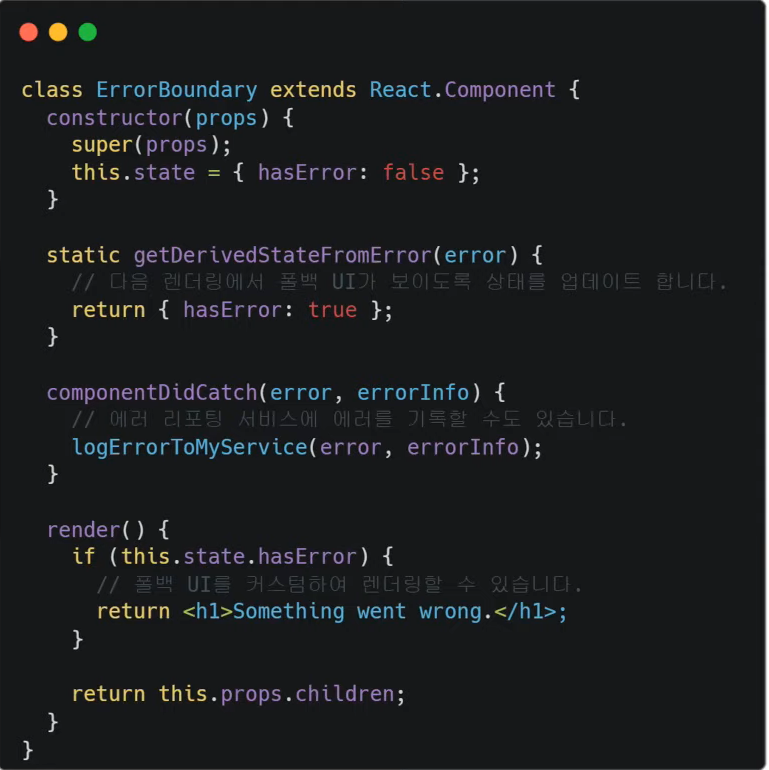 class ErrorBoundary extends React.Component {
  constructor(props) {
    super(props);
    this.state = { hasError: false };
  }

  static getDerivedStateFromError(error) {
    // 다음 렌더링에서 폴백 UI가 보이도록 상태를 업데이트 합니다.
    return { hasError: true };
  }

  componentDidCatch(error, errorInfo) {
    // 에러 리포팅 서비스에 에러를 기록할 수도 있습니다.
    logErrorToMyService(error, errorInfo);
  }

  render() {
    if (this.state.hasError) {
      // 폴백 UI를 커스텀하여 렌더링할 수 있습니다.
      return <h1>Something went wrong.</h1>;
    }

    return this.props.children;
  }
}